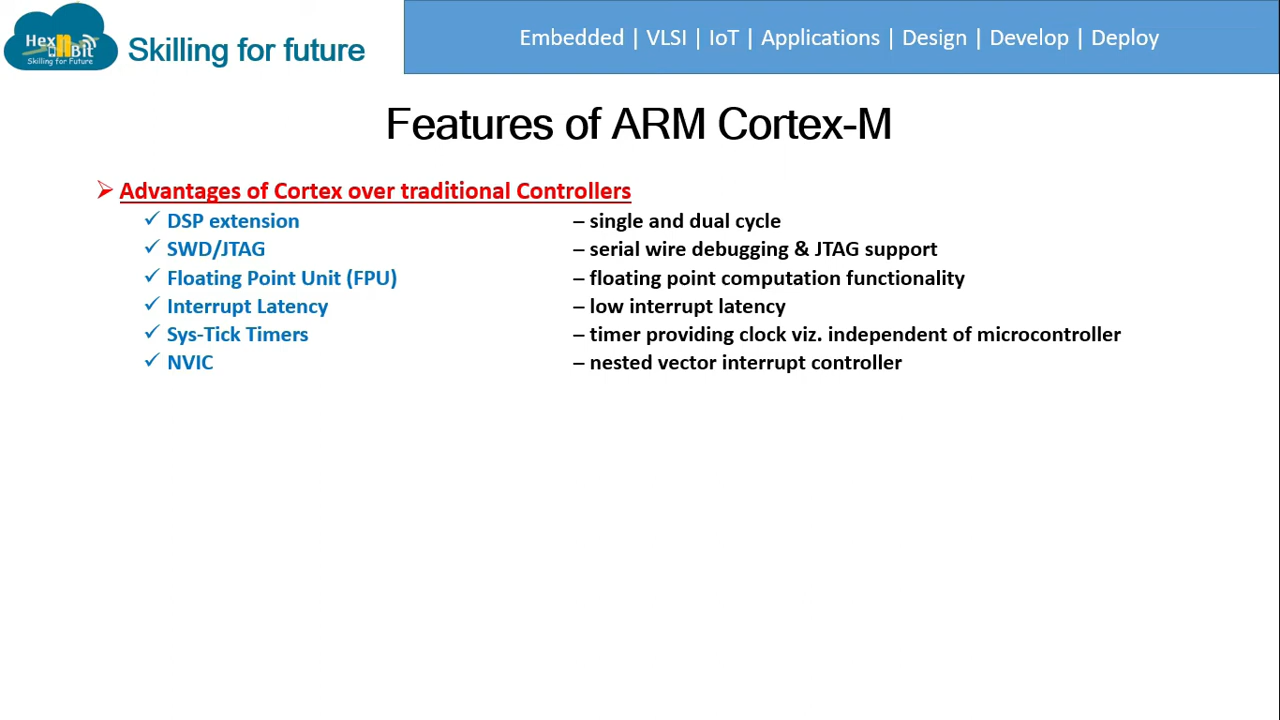 Hex n Bit
Skilling for Future
Skilling for future
Embedded | VLSI | IoT | Applications | Design | Develop | Deploy
Features of ARM Cortex-M
➢ Advantages of Cortex over traditional Controllers
✓ DSP extension – single and dual cycle
✓ SWD/JTAG – serial wire debugging & JTAG support
✓ Floating Point Unit (FPU) – floating point computation functionality
✓ Interrupt Latency – low interrupt latency
✓ Sys-Tick Timers – timer providing clock viz. independent of microcontroller
✓ NVIC – nested vector interrupt controller